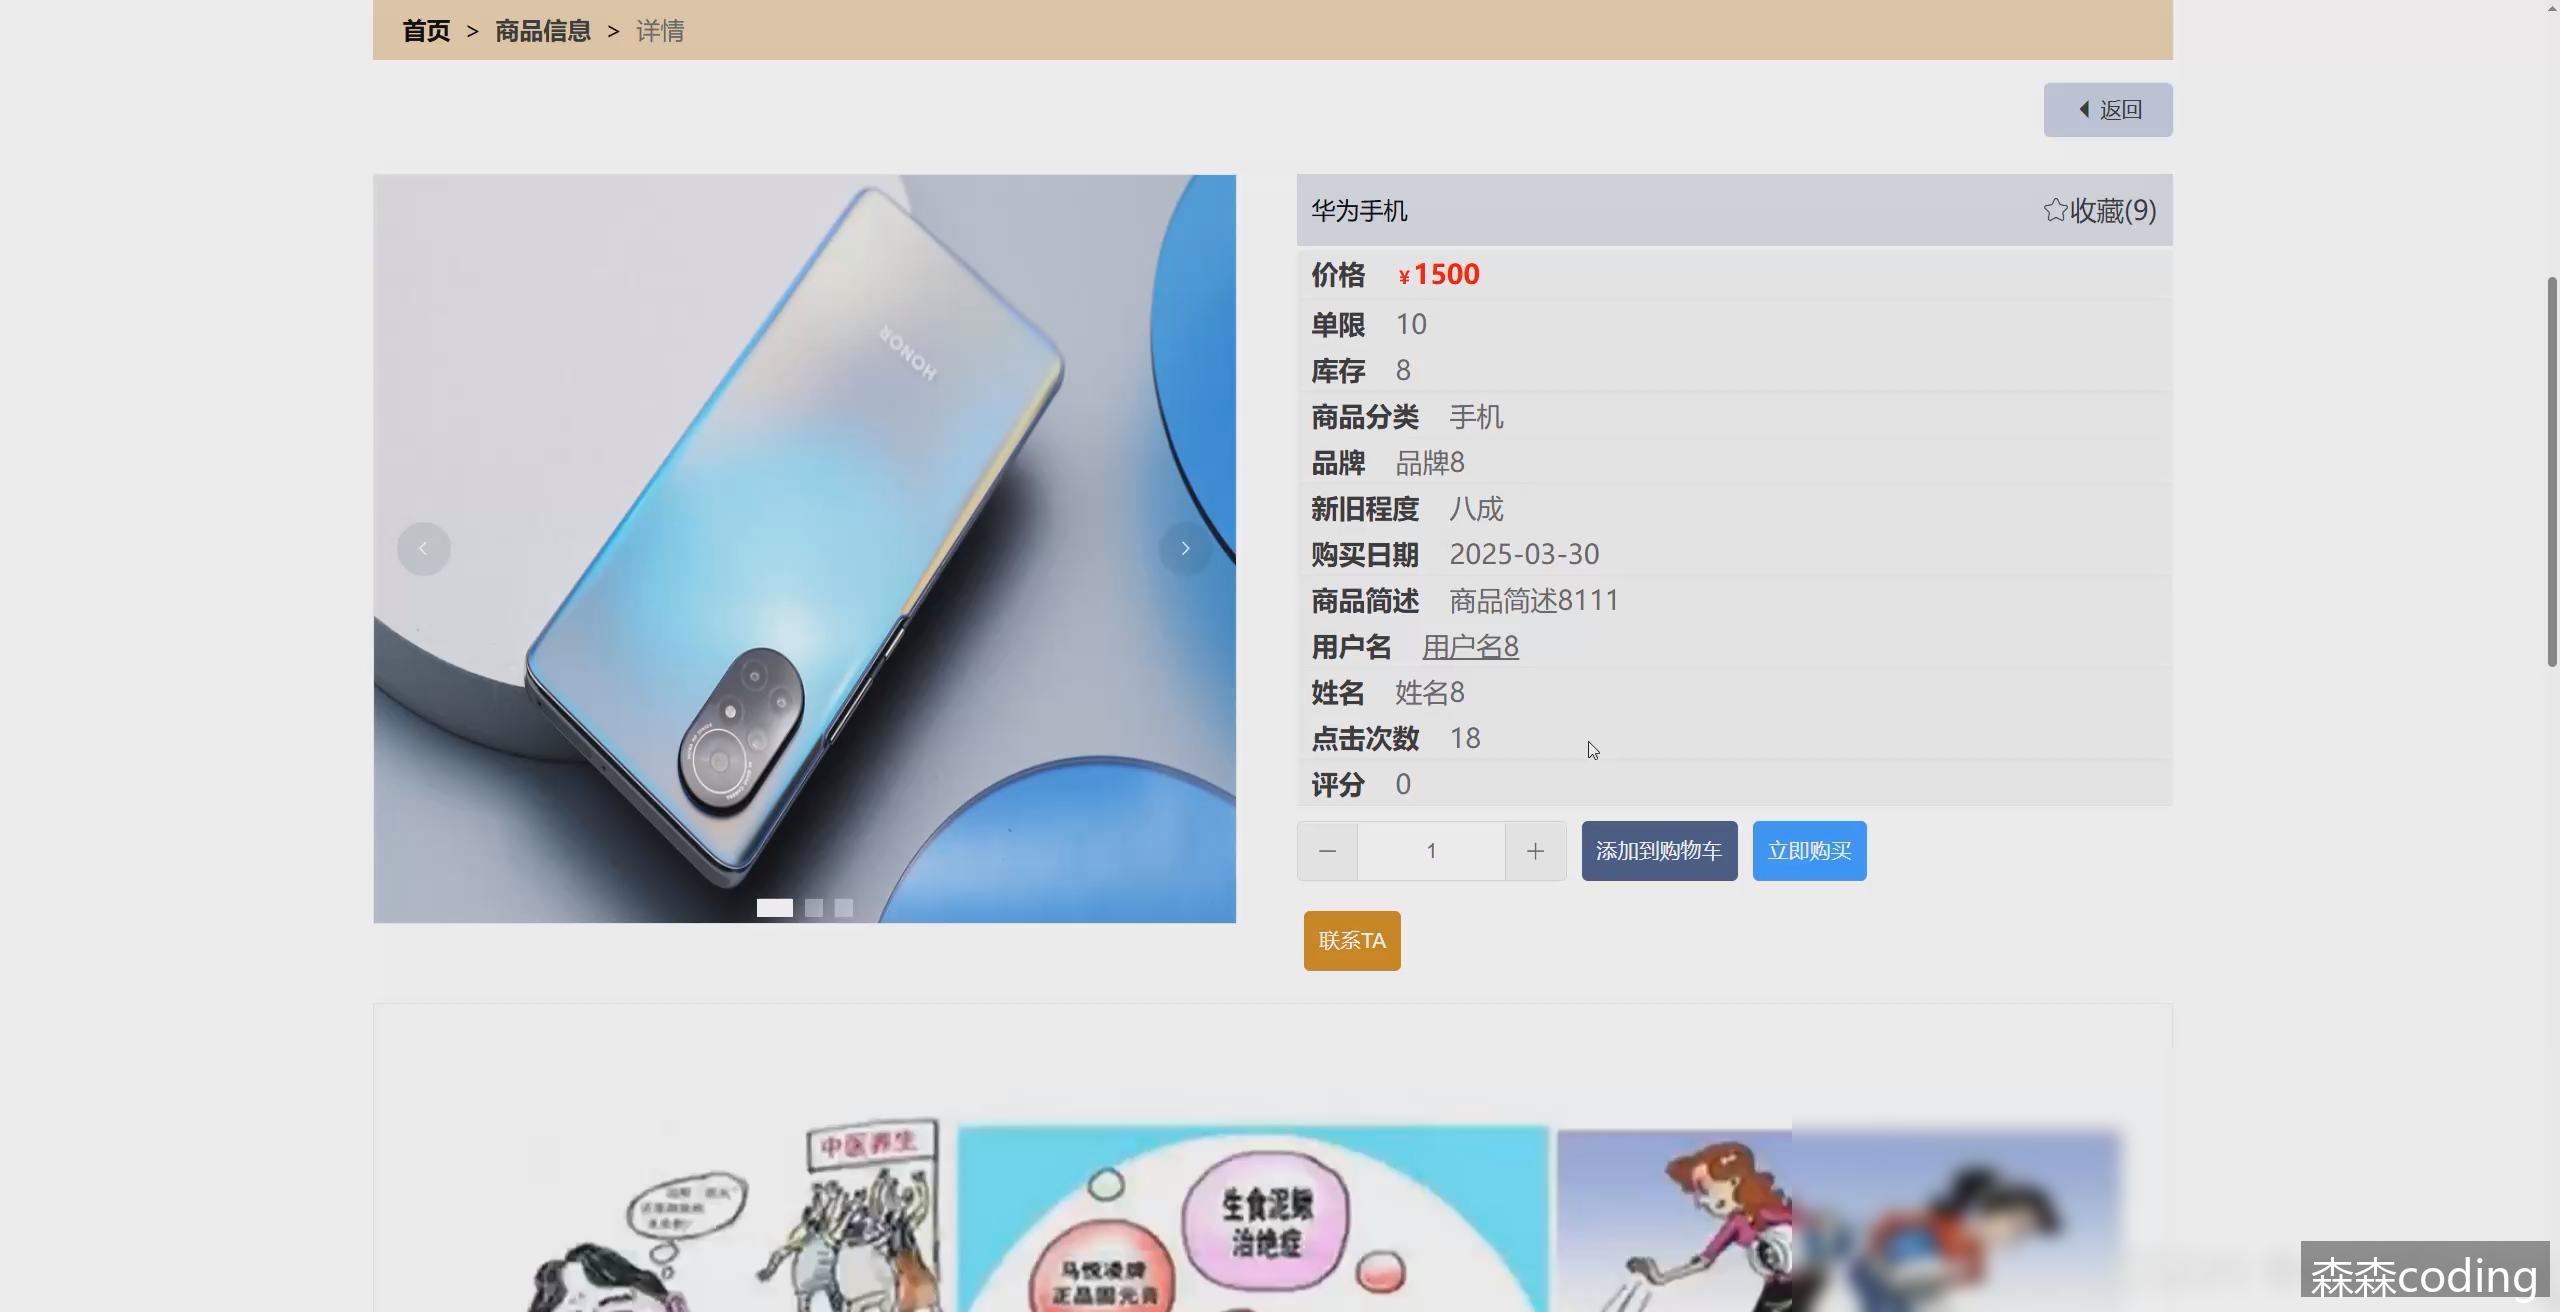 首页 > 商品信息 > 详情
返回
华为手机 收藏(9)
价格 ¥1500
单限 10
库存 8
商品分类 手机
品牌 品牌8
新旧程度 八成
购买日期 2025-03-30
商品简述 商品简述8111
用户名 用户名8
姓名 姓名8
点击次数 18
评分 0
1 添加到购物车 立即购买
联系TA
HONOR
中医养生
生食泥鳅
治绝症
马悦凌牌
正品固元膏
森森coding